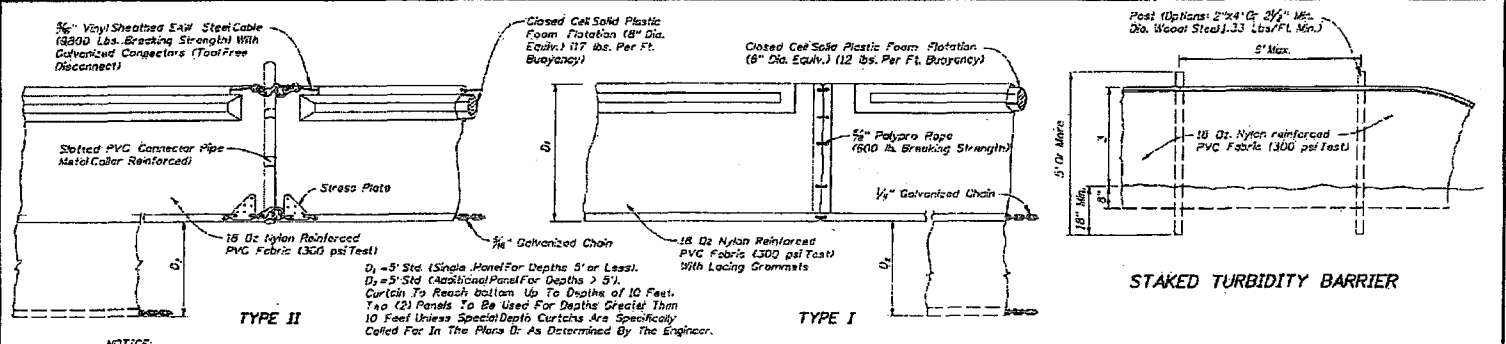 5/16" Vinyl Sheathed EAW Steel Cable
(9,800 Lbs. Breaking Strength) With
Galvanized Connectors (Tool Free
Disconnect)
Closed Cell Solid Plastic
Foam Flotation (8" Dia.
Equiv.) (17 lbs. Per Ft.
Buoyancy)
Slotted PVC Connector Pipe
Metal Collar Reinforced)
Stress Plate
18 Oz Nylon Reinforced
PVC Fabric (300 psi Test)
5/16" Galvanized Chain
D₂
TYPE II
D₁ = 5' Std. (Single Panel For Depths 5' or Less).
D₂ = 5' Std. (Additional Panel For Depths > 5').
Curtain To Reach bottom Up To Depths of 10 Feet.
Two (2) Panels To Be Used For Depths Greater Than
10 Feet Unless Special Depth Curtains Are Specifically
Called For In The Plans Or As Determined By The Engineer.
Closed Cell Solid Plastic Foam Flotation
(6" Dia. Equiv.) (12 lbs. Per Ft. Buoyancy)
D₁
Polypro Rope
(600 lb. Breaking Strength)
1/4" Galvanized Chain
18 Oz Nylon Reinforced
PVC Fabric (300 psi Test)
With Lacing Grommets
D₂
TYPE I
Post (Options: 2"x4" Or 2½" Min.
Dia. Wood Steel 1.33 Lbs/Ft. Min.)
6' Max.
5' Or More
3
18 Oz. Nylon reinforced
PVC Fabric (300 psi Test)
8"
18" Min.
STAKED TURBIDITY BARRIER
NOTICE: